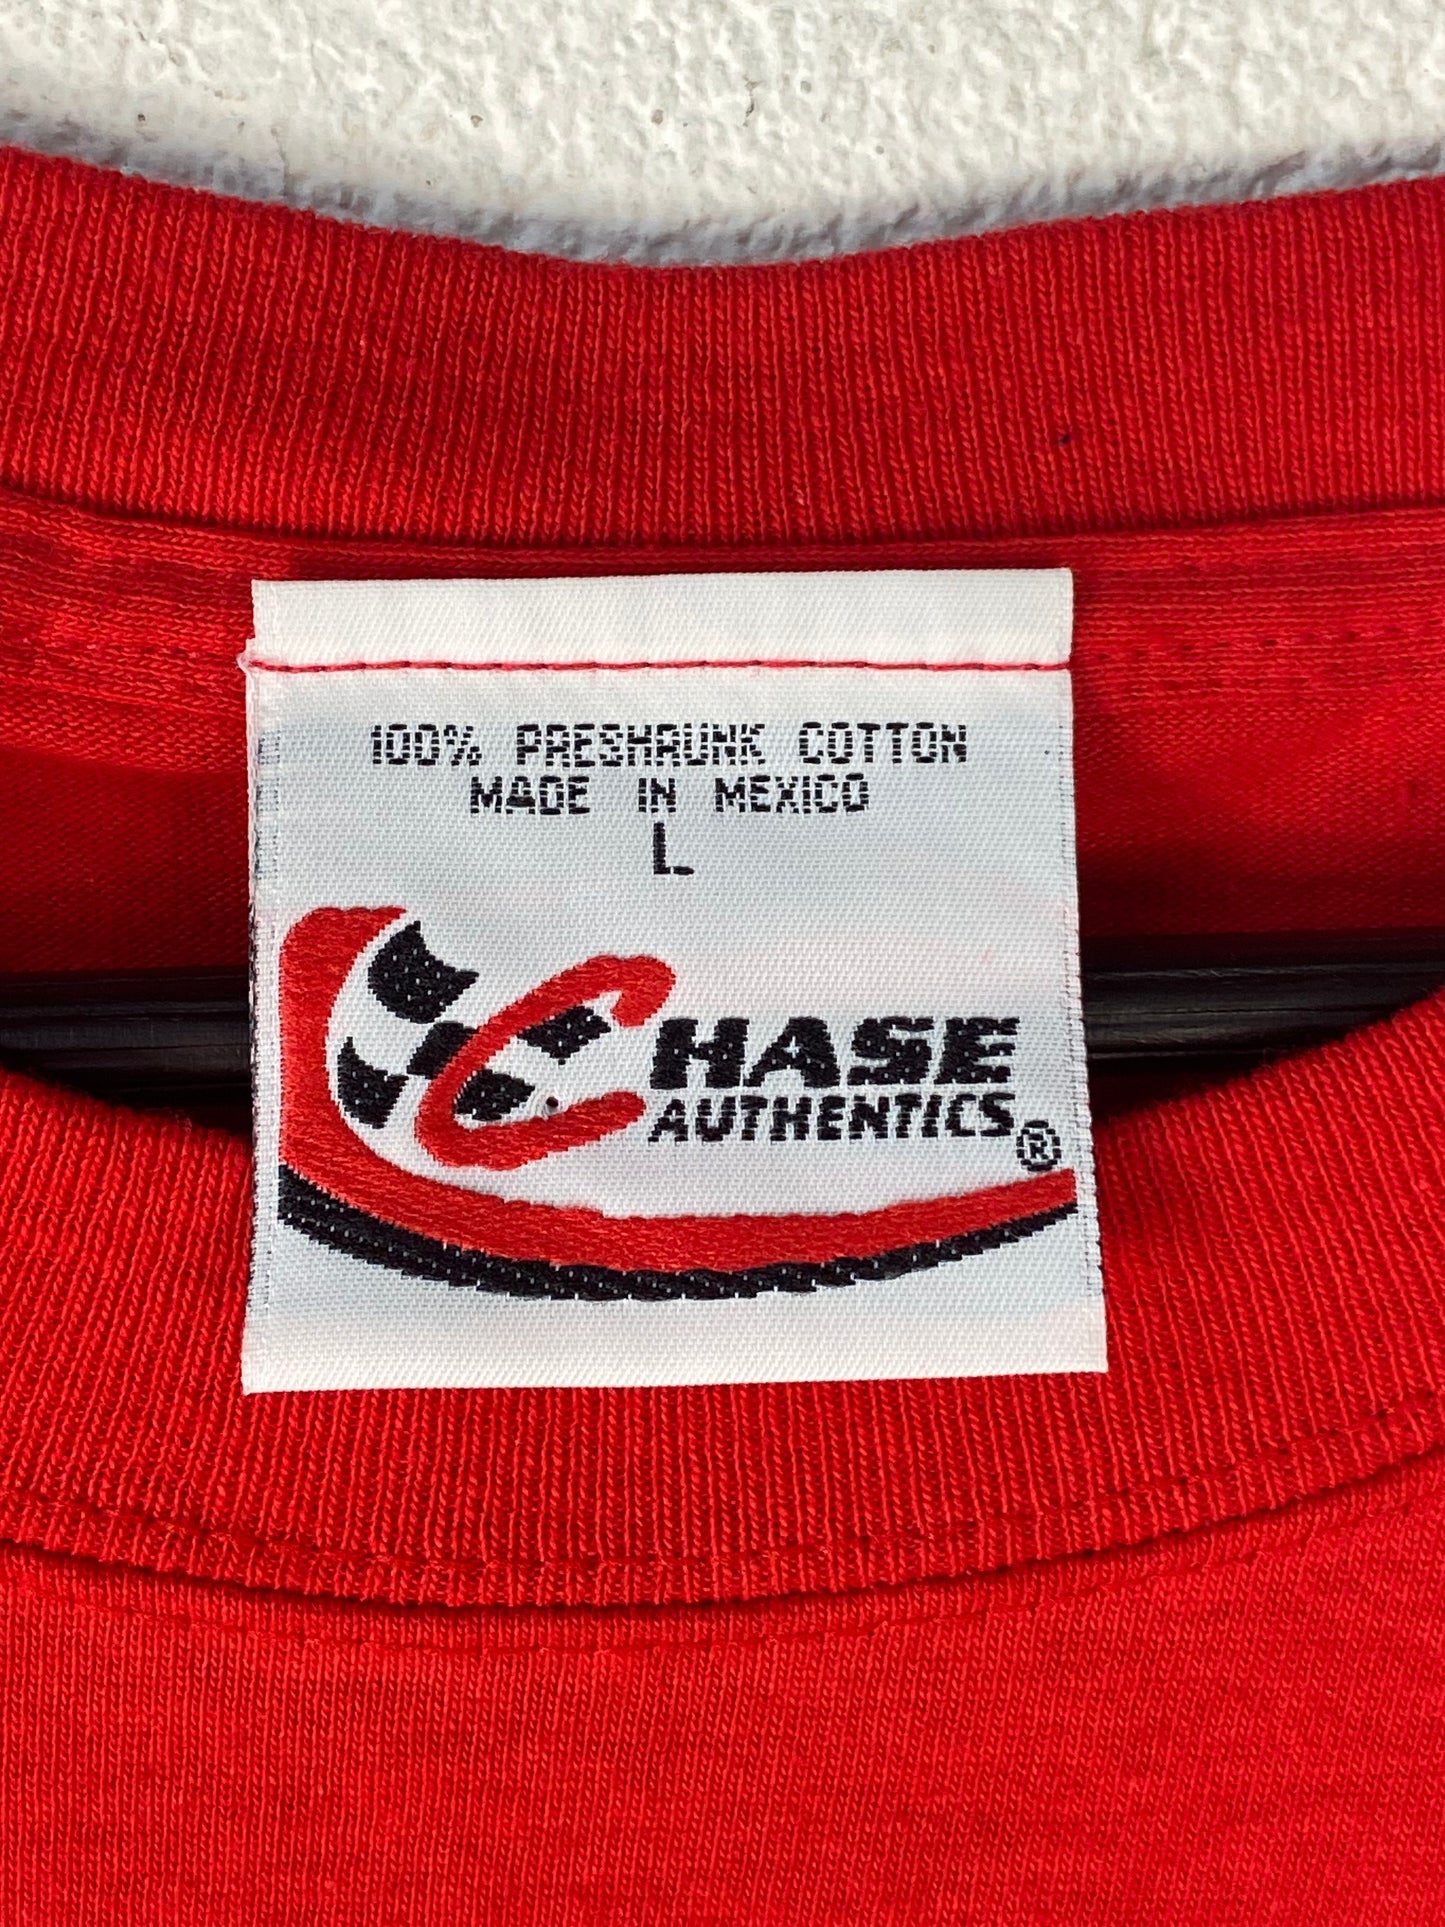 100% PRESHRUNK COTTON
MADE IN MEXICO
L
CHASE
AUTHENTICS®